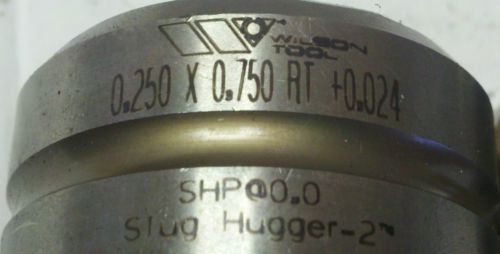 WILSON
TOOL
0.250 X 0.750 RT +0.024
SHP@0.0
Slug Hugger-2™